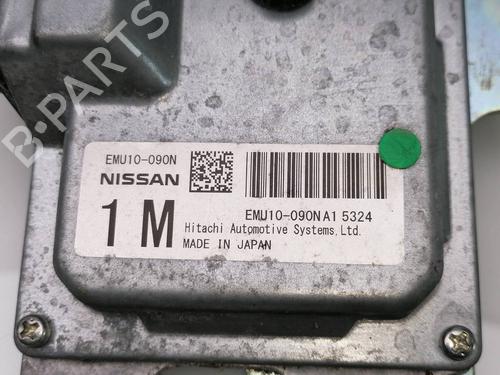 B-PARTS
EMU10-090N
NISSAN
1 M
EMU10-090NA1 5324
Hitachi Automotive Systems,Ltd.
MADE IN JAPAN